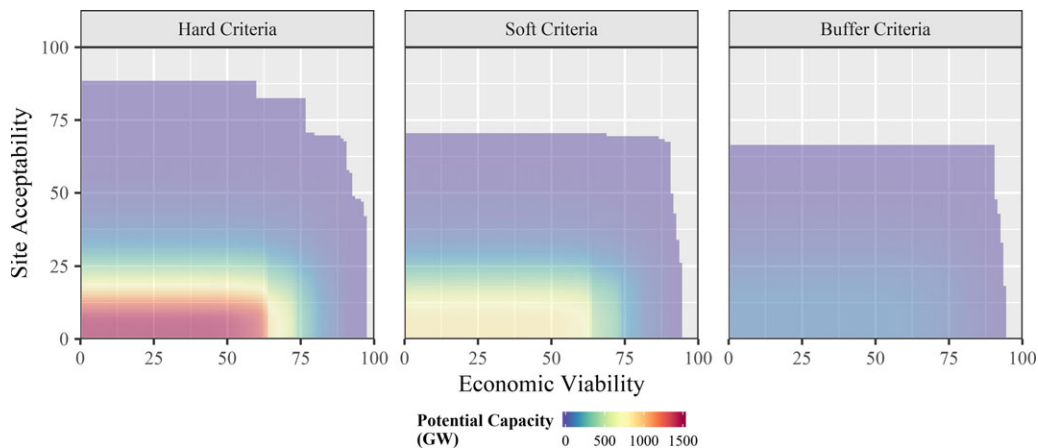 Hard Criteria Soft Criteria Buffer Criteria
100
75
50
25
0
Site Acceptability
0 25 50 75 100 0 25 50 75 100 0 25 50 75 100
Economic Viability
Potential Capacity
(GW)
0 500 1000 1500